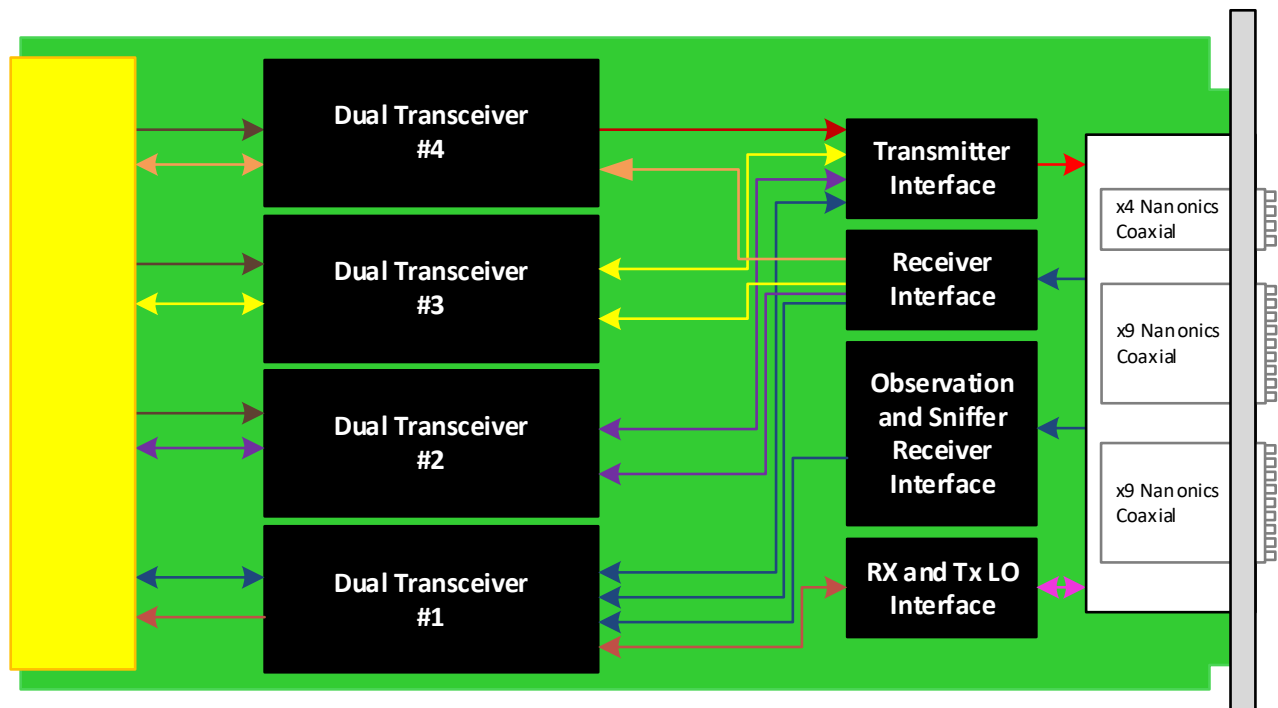 Dual Transceiver
#4
Dual Transceiver
#3
Dual Transceiver
#2
Dual Transceiver
#1
Transmitter
Interface
Receiver
Interface
Observation
and Sniffer
Receiver
Interface
RX and Tx LO
Interface
x4 Nanonics
Coaxial
x9 Nanonics
Coaxial
x9 Nanonics
Coaxial